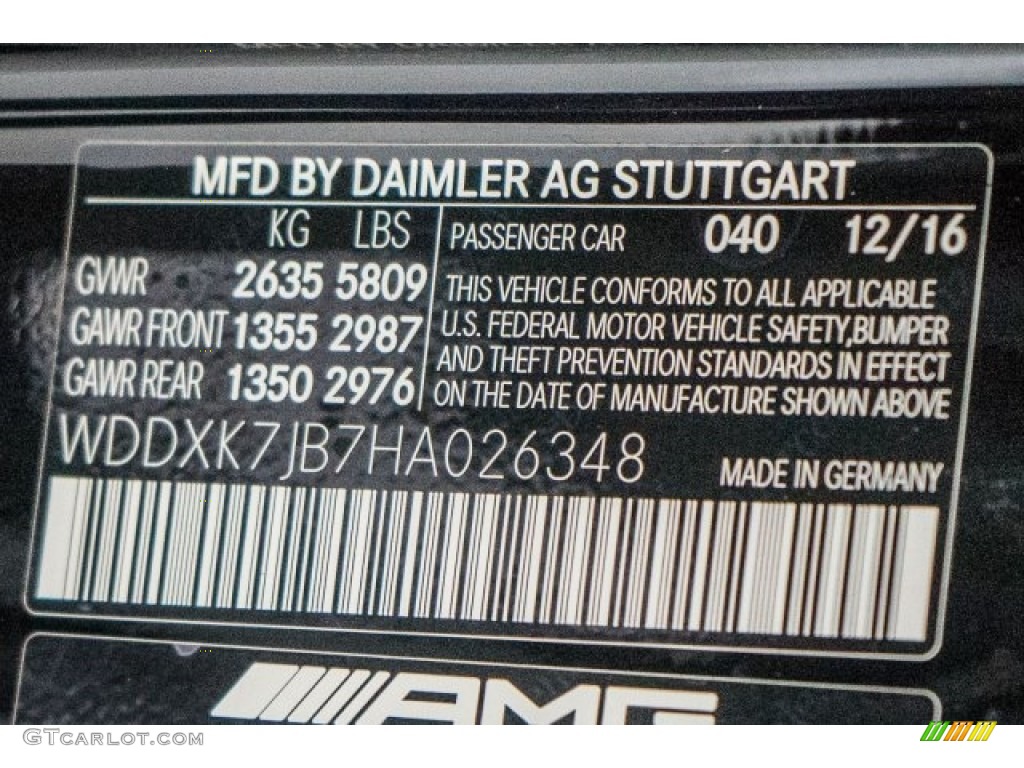 MFD BY DAIMLER AG STUTTGART
KG LBS
GVWR 2635 5809
GAWR FRONT 1355 2987
GAWR REAR 1350 2976
PASSENGER CAR 040 12/16
THIS VEHICLE CONFORMS TO ALL APPLICABLE
U.S. FEDERAL MOTOR VEHICLE SAFETY,BUMPER
AND THEFT PREVENTION STANDARDS IN EFFECT
ON THE DATE OF MANUFACTURE SHOWN ABOVE
WDDXK7JB7HA026348
MADE IN GERMANY
AMG
GTcarlot.com